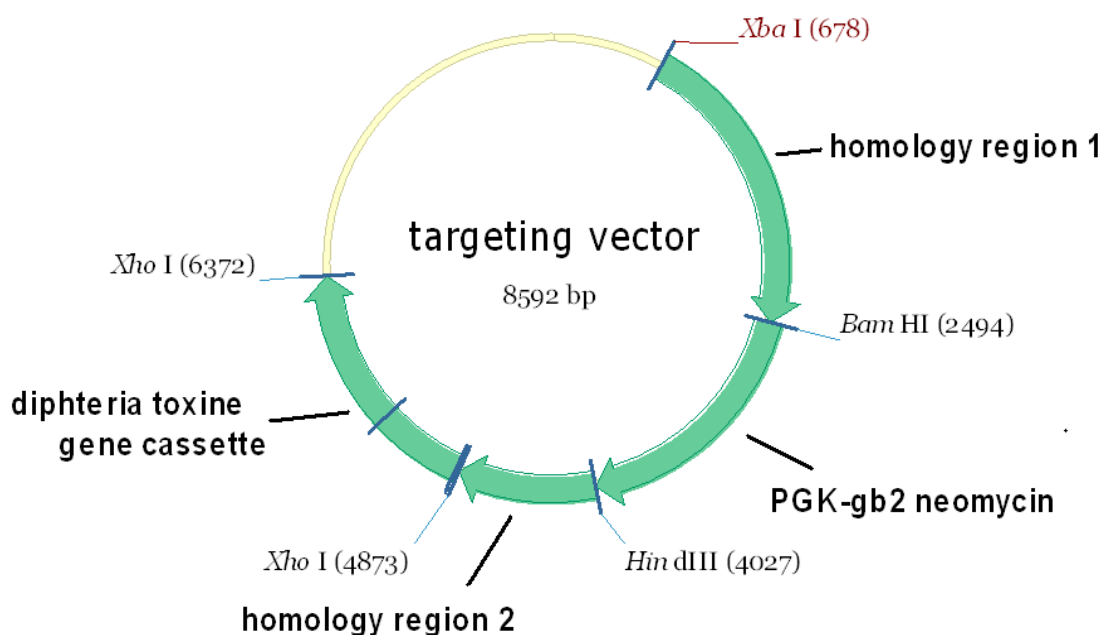 Xba I (678)
homology region 1
targeting vector
8592 bp
Xho I (6372)
Bam HI (2494)
diphteria toxine
gene cassette
PGK-gb2 neomycin
Xho I (4873)
Hin dIII (4027)
homology region 2